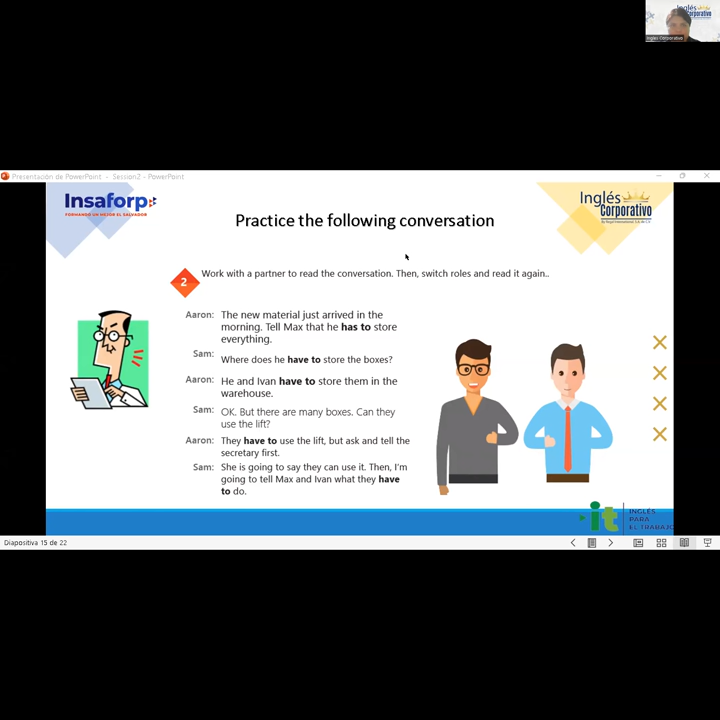 Inglés
Corporativo
Inglés Corporativo
Presentación de PowerPoint - Session2 - PowerPoint
Insaforp
FORMANDO UN MEJOR EL SALVADOR
Inglés
Corporativo
Practice the following conversation
2
Work with a partner to read the conversation. Then, switch roles and read it again..
Aaron: The new material just arrived in the
morning. Tell Max that he has to store
everything.
Sam: Where does he have to store the boxes?
Aaron: He and Ivan have to store them in the
warehouse.
Sam: OK. But there are many boxes. Can they
use the lift?
Aaron: They have to use the lift, but ask and tell the
secretary first.
Sam: She is going to say they can use it. Then, I'm
going to tell Max and Ivan what they have
to do.
it
INGLÉS
PARA
EL TRABAJO
Diapositiva 15 de 22